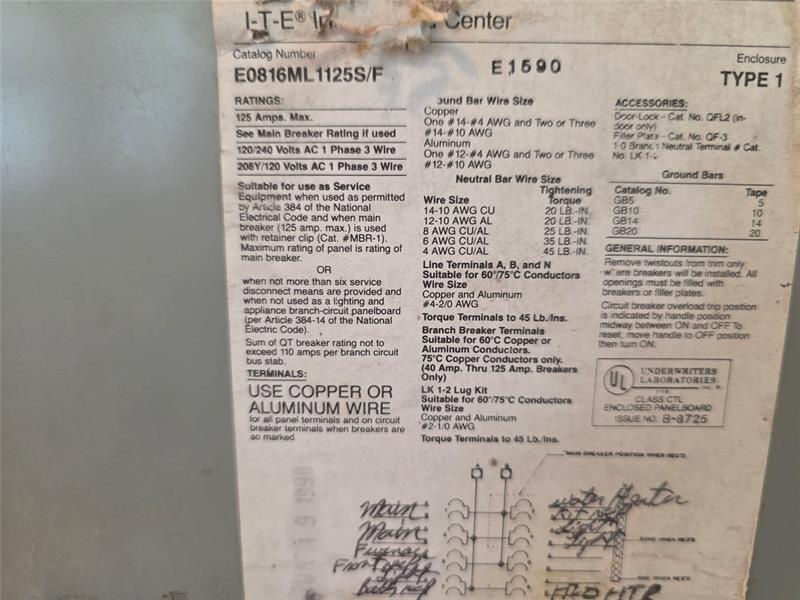 I-T-E® In
Center
Catalog Number
E0816ML1125S/F
E1590
Enclosure
TYPE 1
RATINGS:
125 Amps. Max.
See Main Breaker Rating if used
120/240 Volts AC 1 Phase 3 Wire
208Y/120 Volts AC 1 Phase 3 Wire
Suitable for use as Service
Equipment when used as permitted
by Article 384 of the National
Electrical Code and when main
breaker (125 amp. max.) is used
with retainer clip (Cat. #MBR-1).
Maximum rating of panel is rating of
main breaker.
OR
when not more than six service
disconnect means are provided and
when not used as a lighting and
appliance branch-circuit panelboard
(per Article 384-14 of the National
Electric Code).
Sum of QT breaker rating not to
exceed 110 amps per branch circuit
bus stab.
TERMINALS:
USE COPPER OR
ALUMINUM WIRE
for all panel terminals and on circuit
breaker terminals when breakers are
so marked.
ound Bar Wire Size
Copper
One #14-#4 AWG and Two or Three
#14-#10 AWG
Aluminum
One #12-#4 AWG and Two or Three
#12-#10 AWG
Neutral Bar Wire Size
Wire Size Tightening Torque
14-10 AWG CU 20 LB.-IN.
12-10 AWG AL 20 LB.-IN.
8 AWG CU/AL 25 LB.-IN.
6 AWG CU/AL 35 LB.-IN.
4 AWG CU/AL 45 LB.-IN.
Line Terminals A, B, and N
Suitable for 60°/75°C Conductors
Wire Size
Copper and Aluminum
#4-2/0 AWG
Torque Terminals to 45 Lb./Ins.
Branch Breaker Terminals
Suitable for 60°C Copper or
Aluminum Conductors.
75°C Copper Conductors only.
(40 Amp. Thru 125 Amp. Breakers
Only)
LK 1-2 Lug Kit
Suitable for 60°/75°C Conductors
Wire Size
Copper and Aluminum
#2-1/0 AWG
Torque Terminals to 45 Lb./Ins.
ACCESSORIES:
Door-Lock - Cat. No. QFL2 (in-
door only)
Filler Plate - Cat. No. QF-3
1-0 Branch Neutral Terminal # Cat.
No. LK 1-2
Ground Bars
Catalog No. Tape
GB5 5
GB10 10
GB14 14
GB20 20
GENERAL INFORMATION:
Remove twistouts from trim only
where breakers will be installed. All
openings must be filled with
breakers or filler plates.
Circuit breaker overload trip position
is indicated by handle position
midway between ON and OFF To
reset, move handle to OFF position
then turn ON.
UL
UNDERWRITERS
LABORATORIES
INC.®
CLASS CTL
ENCLOSED PANELBOARD
ISSUE NO. B-8725
*MAIN BREAKER POSITION WHEN REQ'D.
Main
water Heater
Main
Light
Furnace
Light
BOND WHEN REQ'D
GND WHEN REQ'D